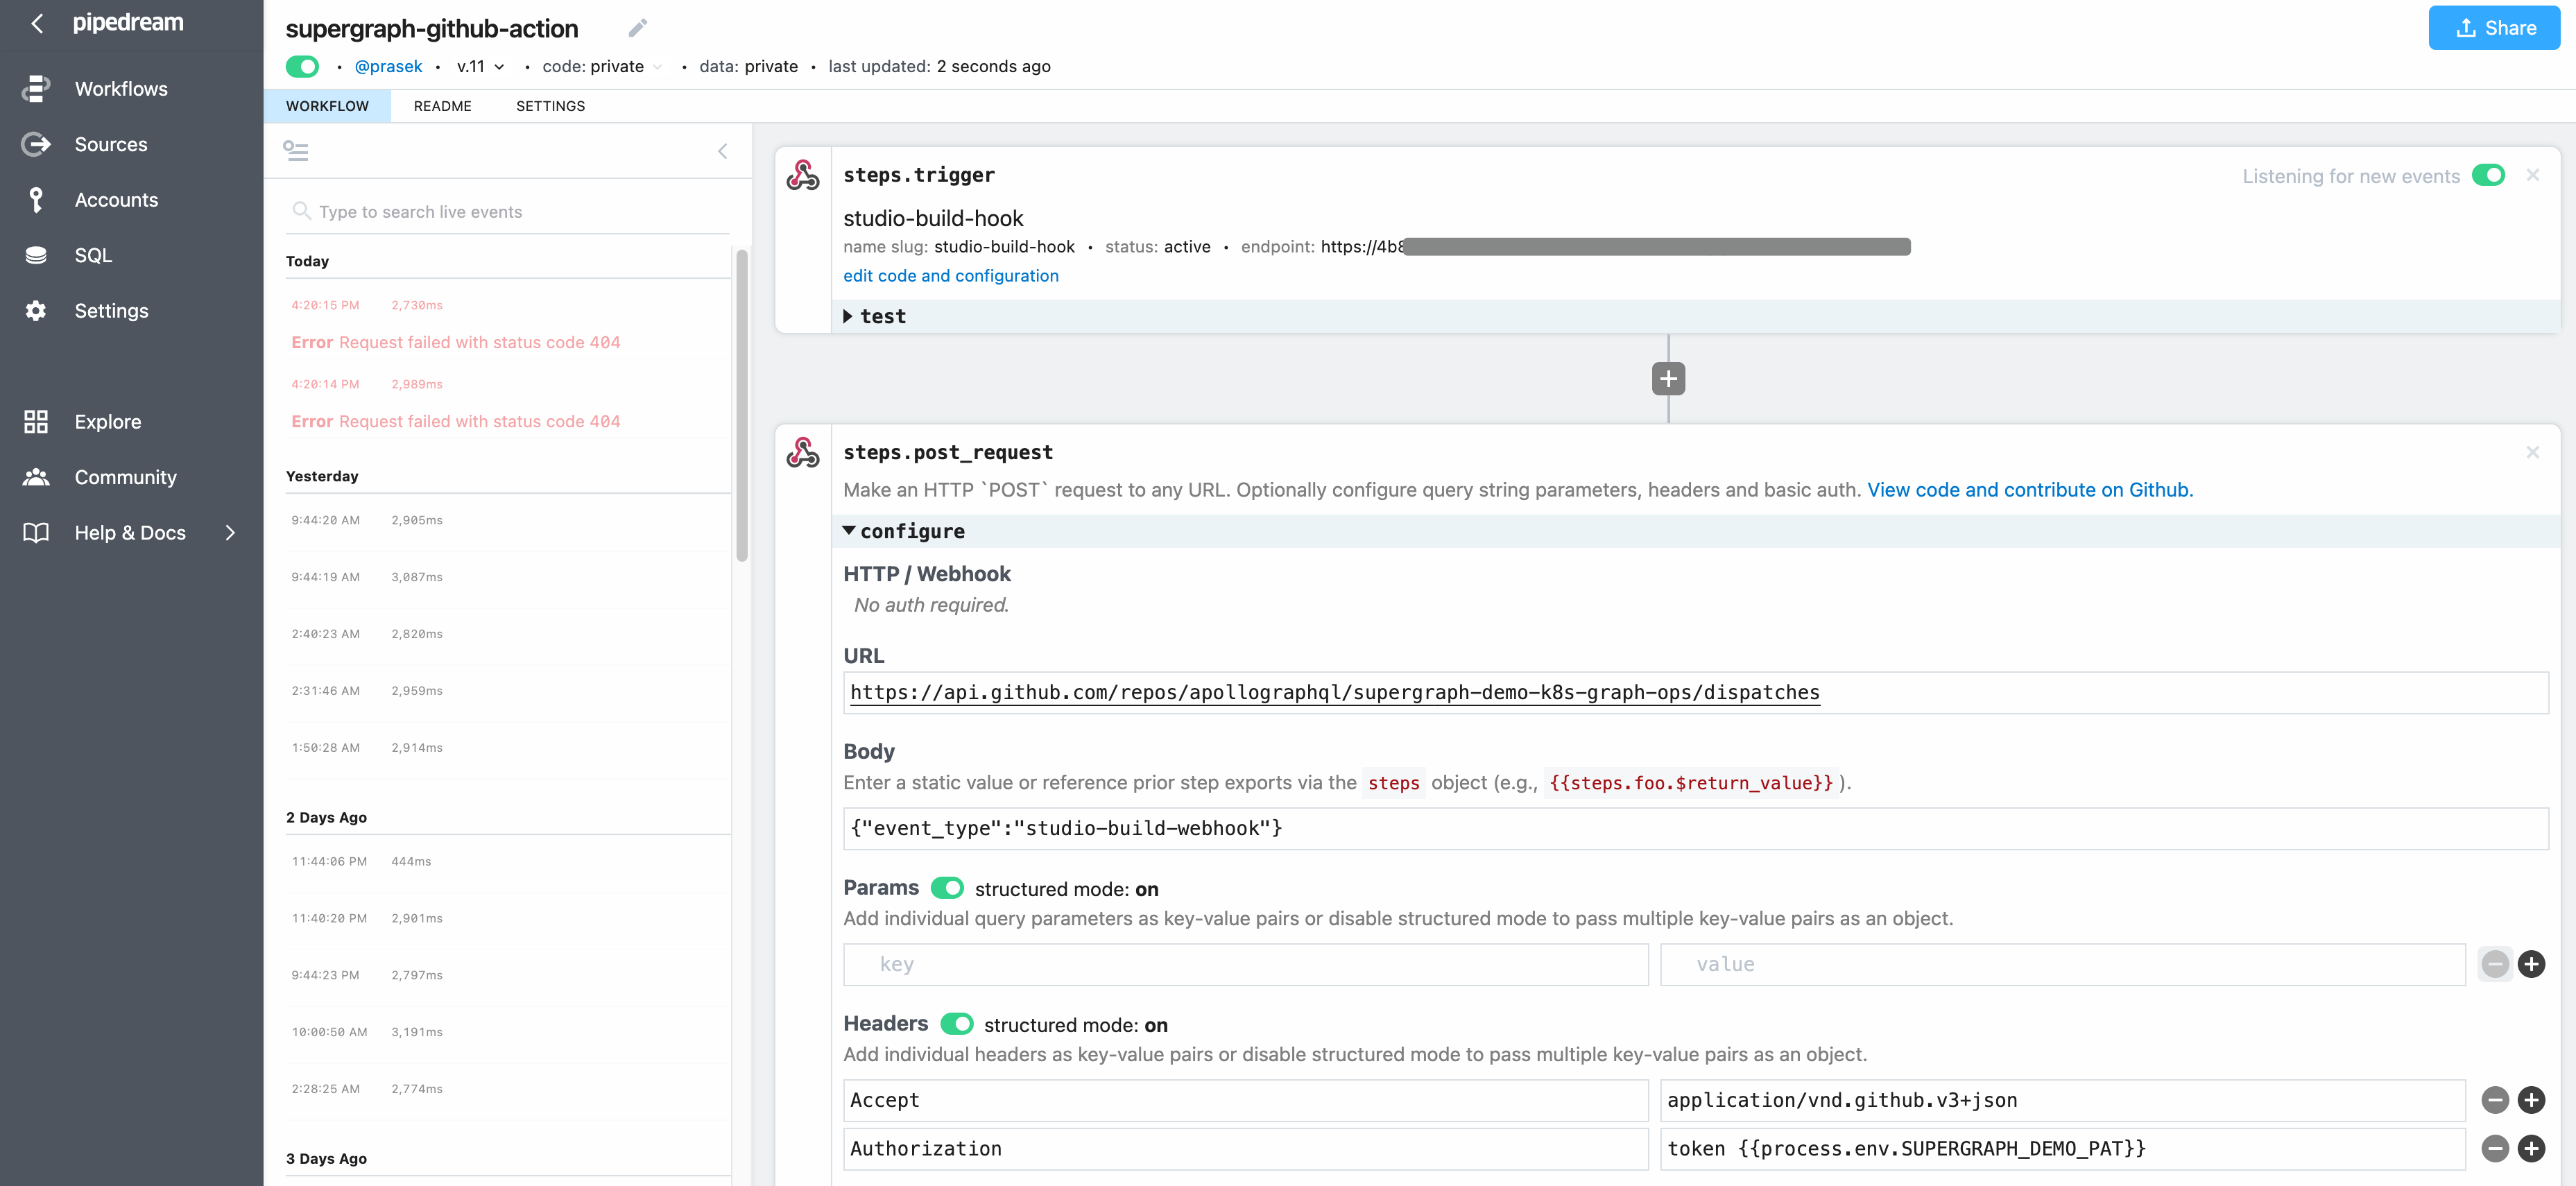 pipedream
Workflows
Sources
Accounts
SQL
Settings
Explore
Community
Help & Docs
supergraph-github-action
Share
• @prasek • v.11 • code: private • data: private • last updated: 2 seconds ago
WORKFLOW README SETTINGS
Type to search live events
Today
4:20:15 PM 2,730ms
Error Request failed with status code 404
4:20:14 PM 2,989ms
Error Request failed with status code 404
Yesterday
9:44:20 AM 2,905ms
9:44:19 AM 3,087ms
2:40:23 AM 2,820ms
2:31:46 AM 2,959ms
1:50:28 AM 2,914ms
2 Days Ago
11:44:06 PM 444ms
11:40:20 PM 2,901ms
9:44:23 PM 2,797ms
10:00:50 AM 3,191ms
2:28:25 AM 2,774ms
3 Days Ago
steps.trigger
Listening for new events
studio-build-hook
name slug: studio-build-hook • status: active • endpoint: https://4b8
edit code and configuration
test
steps.post_request
Make an HTTP `POST` request to any URL. Optionally configure query string parameters, headers and basic auth. View code and contribute on Github.
configure
HTTP / Webhook
No auth required.
URL
https://api.github.com/repos/apollographql/supergraph-demo-k8s-graph-ops/dispatches
Body
Enter a static value or reference prior step exports via the steps object (e.g., {{steps.foo.$return_value}} ).
{"event_type":"studio-build-webhook"}
Params structured mode: on
Add individual query parameters as key-value pairs or disable structured mode to pass multiple key-value pairs as an object.
key value
Headers structured mode: on
Add individual headers as key-value pairs or disable structured mode to pass multiple key-value pairs as an object.
Accept application/vnd.github.v3+json
Authorization token {{process.env.SUPERGRAPH_DEMO_PAT}}